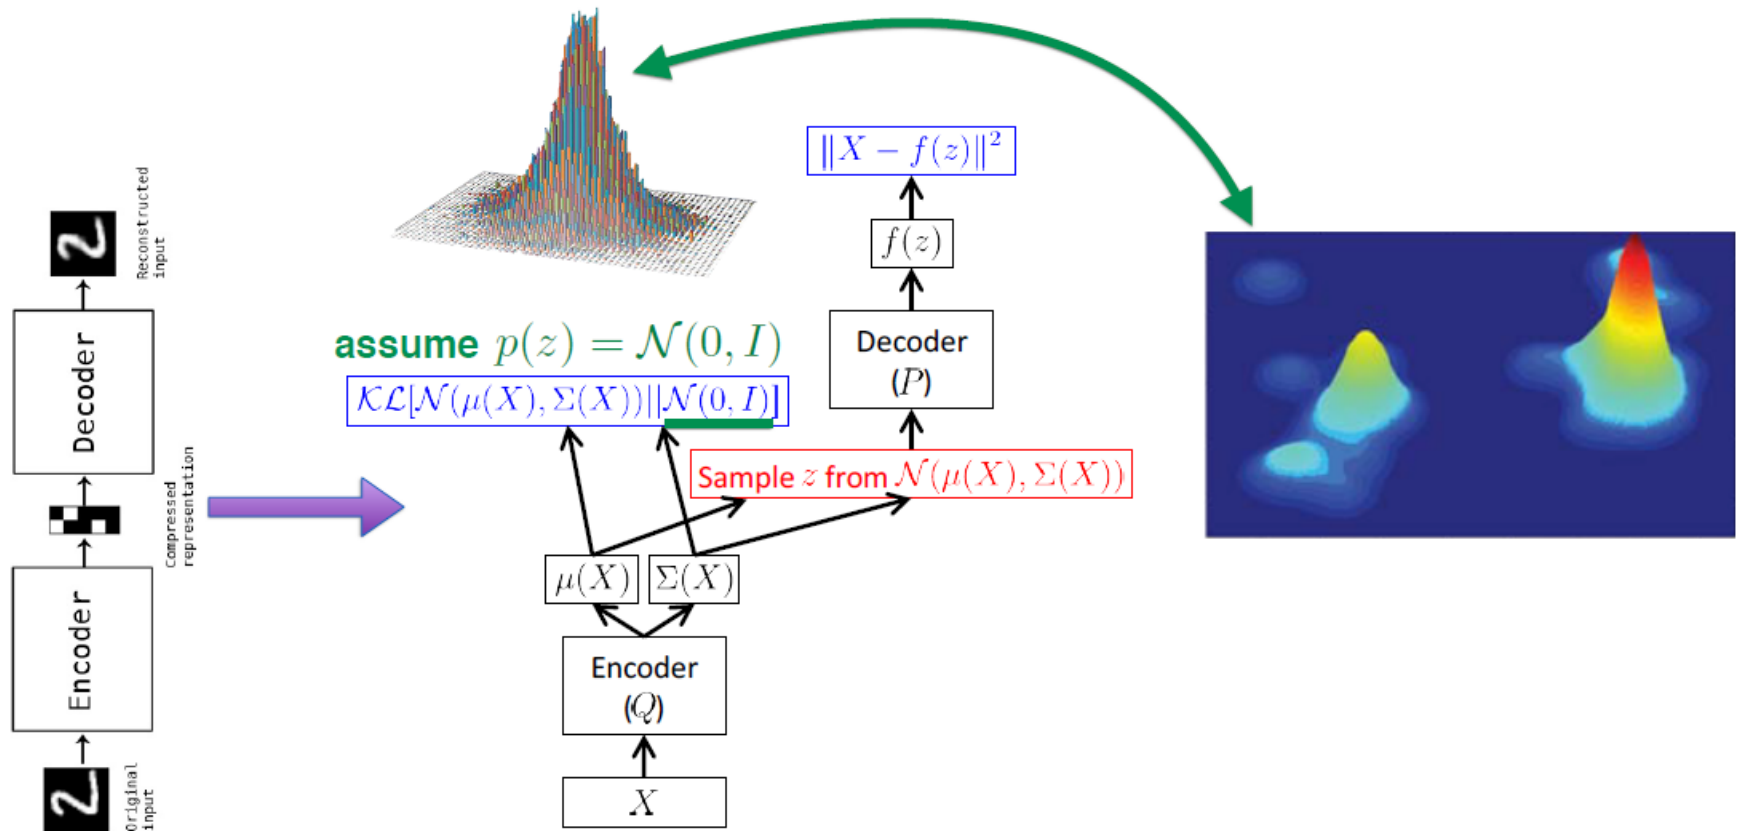 Reconstructed
input
Decoder
Compressed
representation
Encoder
Original
input
assume p(z) = 𝒩(0, I)
𝒦ℒ[𝒩(μ(X), Σ(X))||𝒩(0, I)]
‖X − f(z)‖²
f(z)
Decoder
(P)
Sample z from 𝒩(μ(X), Σ(X))
μ(X)
Σ(X)
Encoder
(Q)
X